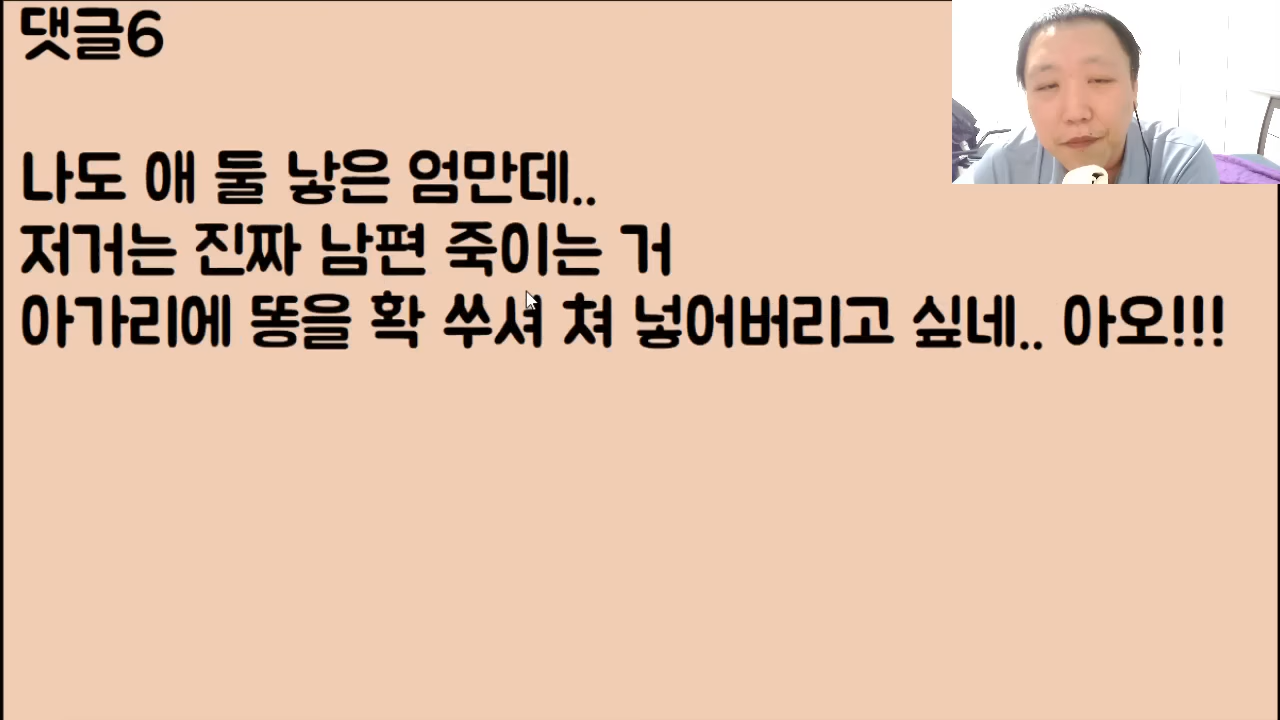 댓글6
나도 애 둘 낳은 엄만데..
저거는 진짜 남편 죽이는 거
아가리에 똥을 확 쑤셔 쳐 넣어버리고 싶네.. 아오!!!